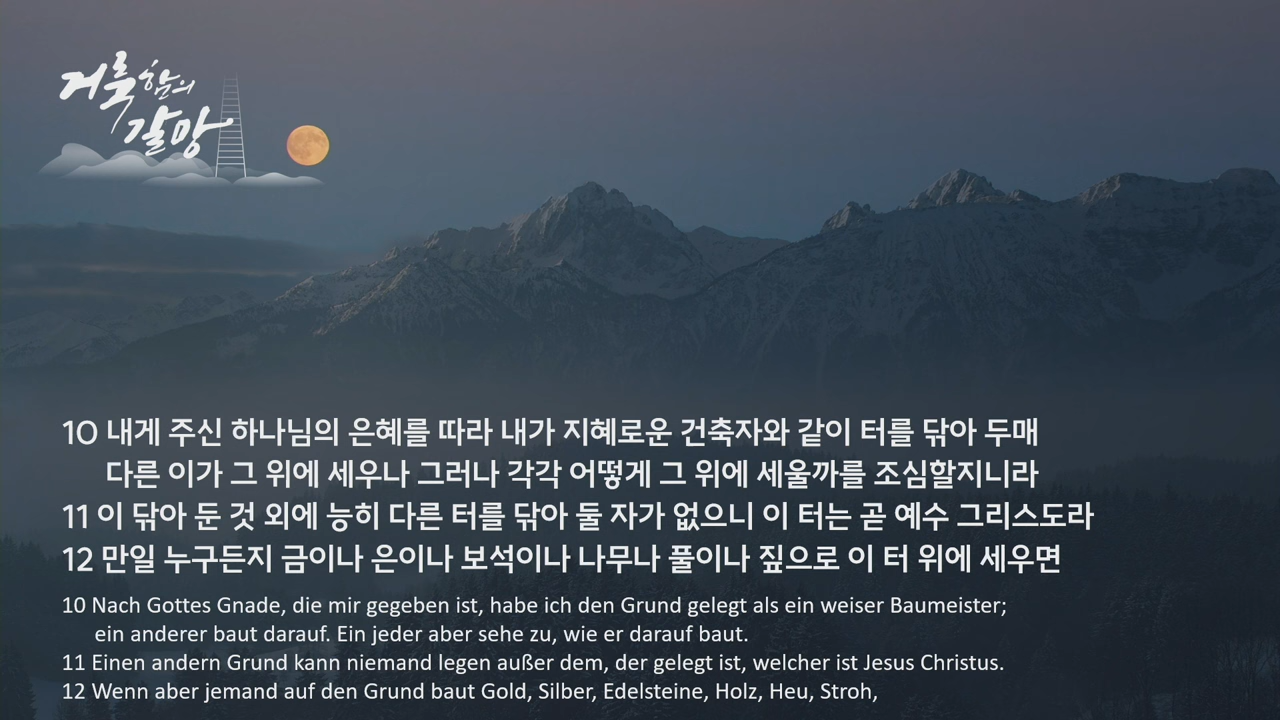 거룩함의
갈망
10 내게 주신 하나님의 은혜를 따라 내가 지혜로운 건축자와 같이 터를 닦아 두매
다른 이가 그 위에 세우나 그러나 각각 어떻게 그 위에 세울까를 조심할지니라
11 이 닦아 둔 것 외에 능히 다른 터를 닦아 둘 자가 없으니 이 터는 곧 예수 그리스도라
12 만일 누구든지 금이나 은이나 보석이나 나무나 풀이나 짚으로 이 터 위에 세우면
10 Nach Gottes Gnade, die mir gegeben ist, habe ich den Grund gelegt als ein weiser Baumeister;
ein anderer baut darauf. Ein jeder aber sehe zu, wie er darauf baut.
11 Einen andern Grund kann niemand legen außer dem, der gelegt ist, welcher ist Jesus Christus.
12 Wenn aber jemand auf den Grund baut Gold, Silber, Edelsteine, Holz, Heu, Stroh,